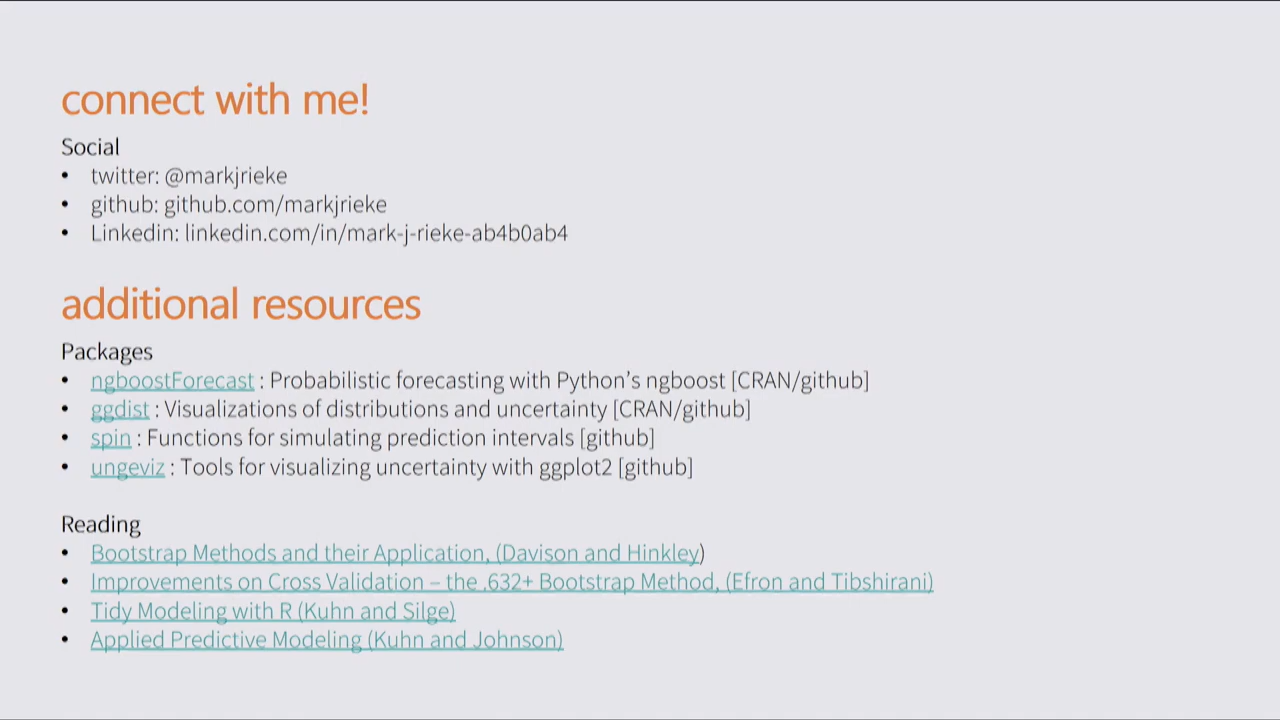 connect with me!
Social
• twitter: @markjrieke
• github: github.com/markjrieke
• Linkedin: linkedin.com/in/mark-j-rieke-ab4b0ab4
additional resources
Packages
• ngboostForecast : Probabilistic forecasting with Python’s ngboost [CRAN/github]
• ggdist : Visualizations of distributions and uncertainty [CRAN/github]
• spin : Functions for simulating prediction intervals [github]
• ungeviz : Tools for visualizing uncertainty with ggplot2 [github]
Reading
• Bootstrap Methods and their Application, (Davison and Hinkley)
• Improvements on Cross Validation – the .632+ Bootstrap Method, (Efron and Tibshirani)
• Tidy Modeling with R (Kuhn and Silge)
• Applied Predictive Modeling (Kuhn and Johnson)